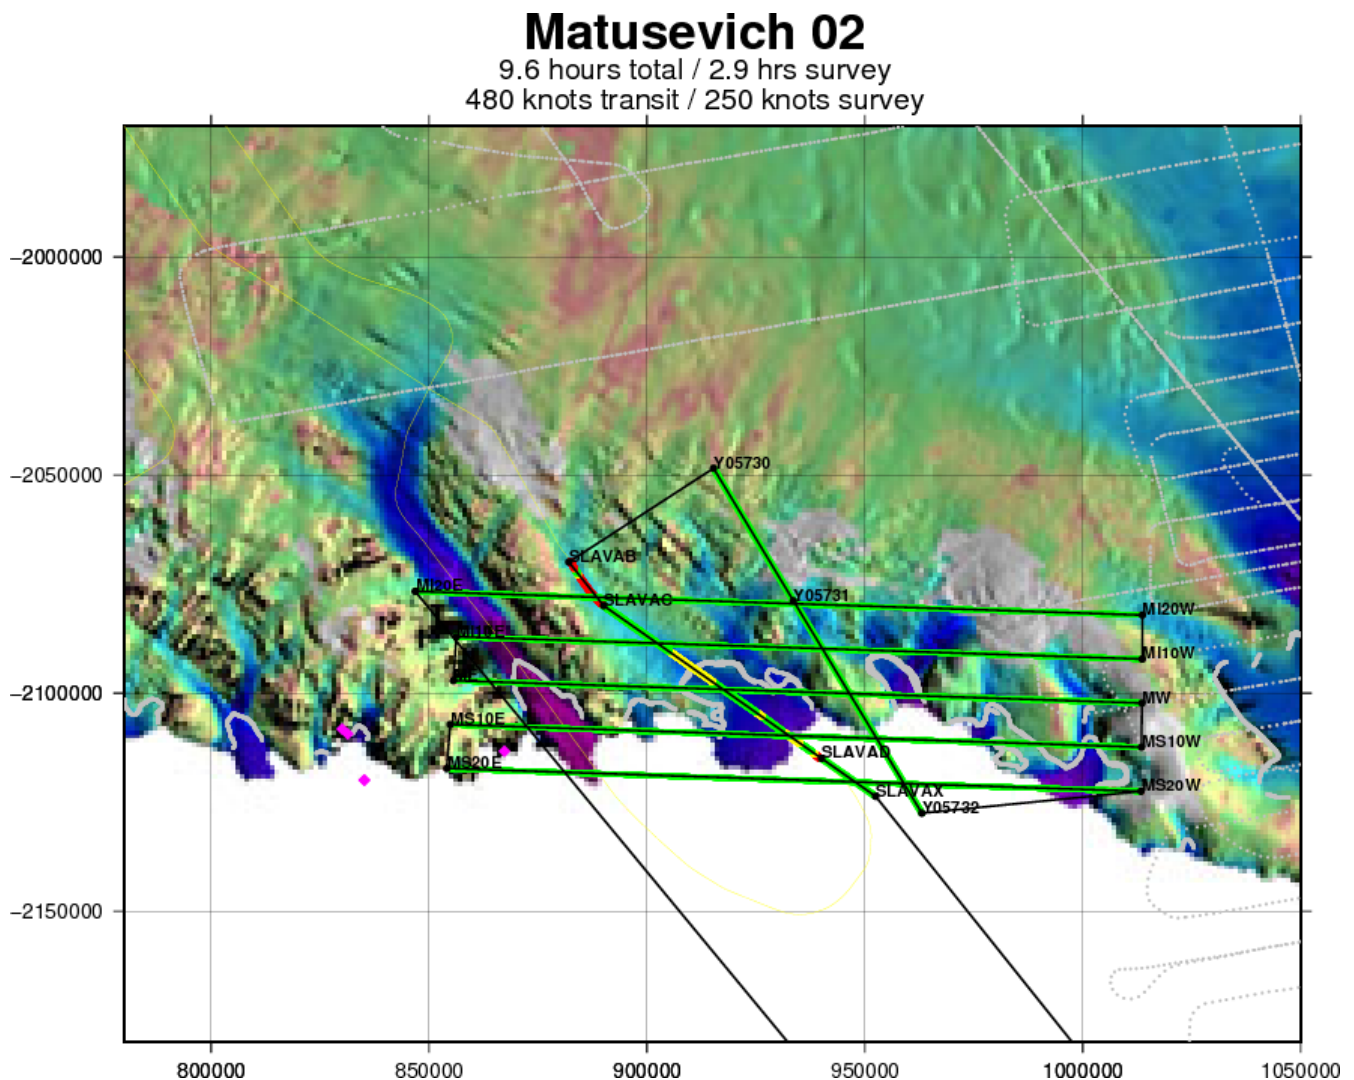 Matusevich 02
9.6 hours total / 2.9 hrs survey
480 knots transit / 250 knots survey
−2000000
−2050000
−2100000
−2150000
Y05730
SLAVAB
MI20E
SLAVAC
Y05731
MI20W
MI10W
MW
MS10E
MS10W
MS20E
SLAVAD
SLAVAX
MS20W
Y05732
800000
850000
900000
950000
1000000
1050000